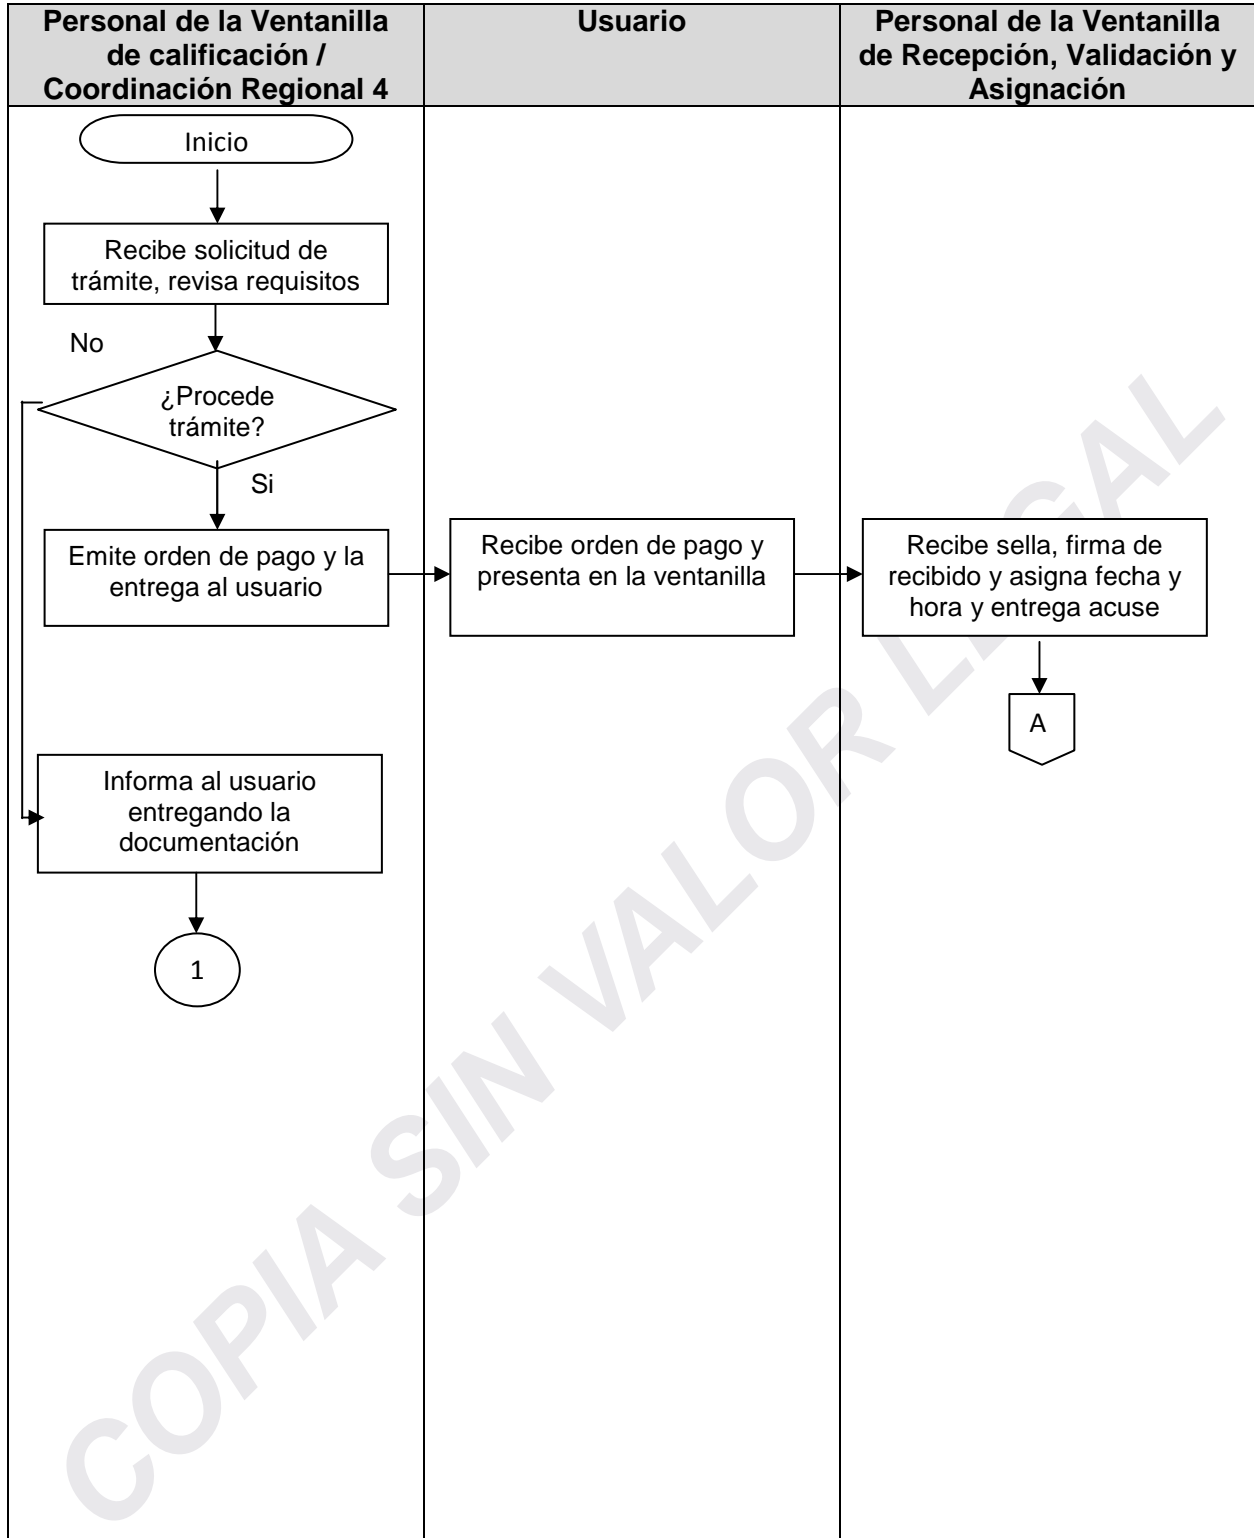 Personal de la Ventanilla
de calificación /
Coordinación Regional 4
Usuario
Personal de la Ventanilla
de Recepción, Validación y
Asignación
Inicio
Recibe solicitud de
trámite, revisa requisitos
No
¿Procede
trámite?
Si
Emite orden de pago y la
entrega al usuario
Recibe orden de pago y
presenta en la ventanilla
Recibe sella, firma de
recibido y asigna fecha y
hora y entrega acuse
A
Informa al usuario
entregando la
documentación
1
COPIA SIN VALOR LEGAL